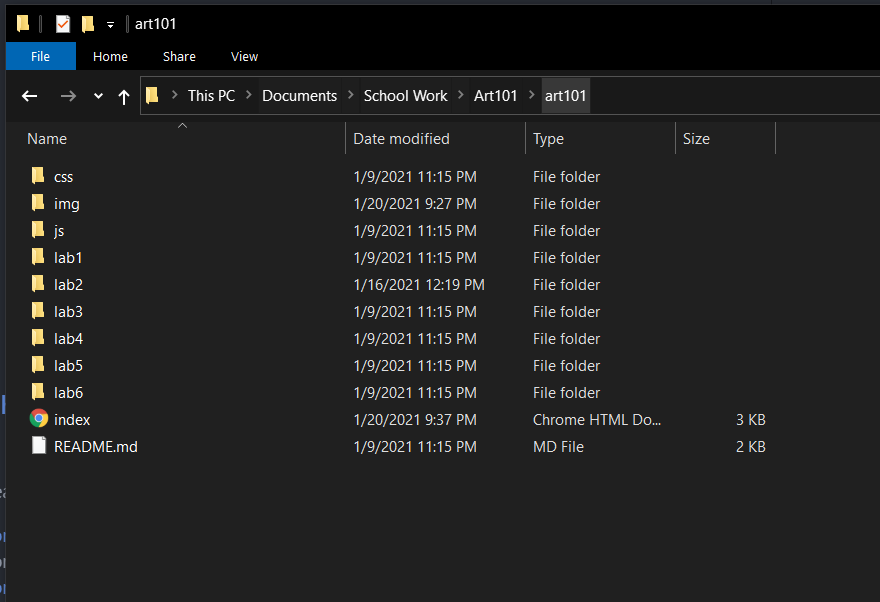 art101
File Home Share View
This PC > Documents > School Work > Art101 > art101
Name Date modified Type Size
css 1/9/2021 11:15 PM File folder
img 1/20/2021 9:27 PM File folder
js 1/9/2021 11:15 PM File folder
lab1 1/9/2021 11:15 PM File folder
lab2 1/16/2021 12:19 PM File folder
lab3 1/9/2021 11:15 PM File folder
lab4 1/9/2021 11:15 PM File folder
lab5 1/9/2021 11:15 PM File folder
lab6 1/9/2021 11:15 PM File folder
index 1/20/2021 9:37 PM Chrome HTML Do... 3 KB
README.md 1/9/2021 11:15 PM MD File 2 KB